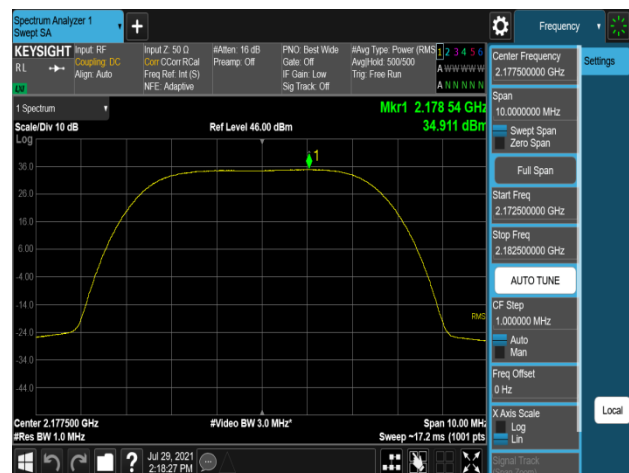 Spectrum Analyzer 1
Swept SA
+
Frequency
KEYSIGHT
RL
Input: RF
Coupling: DC
Align: Auto
Input Z: 50 Ω
Corr CCorr RCal
Freq Ref: Int (S)
NFE: Adaptive
#Atten: 16 dB
Preamp: Off
PNO: Best Wide
Gate: Off
IF Gain: Low
Sig Track: Off
#Avg Type: Power (RMS
Avg|Hold: 500/500
Trig: Free Run
1 2 3 4 5 6
A W W W W W
A N N N N N
LXI
1 Spectrum
Scale/Div 10 dB
Log
Ref Level 46.00 dBm
Mkr1 2.178 54 GHz
34.911 dBm
1
36.0
26.0
16.0
6.00
-4.00
-14.0
-24.0
-34.0
-44.0
RMS
Center 2.177500 GHz
#Res BW 1.0 MHz
#Video BW 3.0 MHz*
Span 10.00 MHz
Sweep ~17.2 ms (1001 pts
Jul 29, 2021
2:18:27 PM
?
Center Frequency
2.177500000 GHz
Span
10.0000000 MHz
Swept Span
Zero Span
Full Span
Start Freq
2.172500000 GHz
Stop Freq
2.182500000 GHz
AUTO TUNE
CF Step
1.000000 MHz
Auto
Man
Freq Offset
0 Hz
X Axis Scale
Log
Lin
Signal Track
Settings
Local